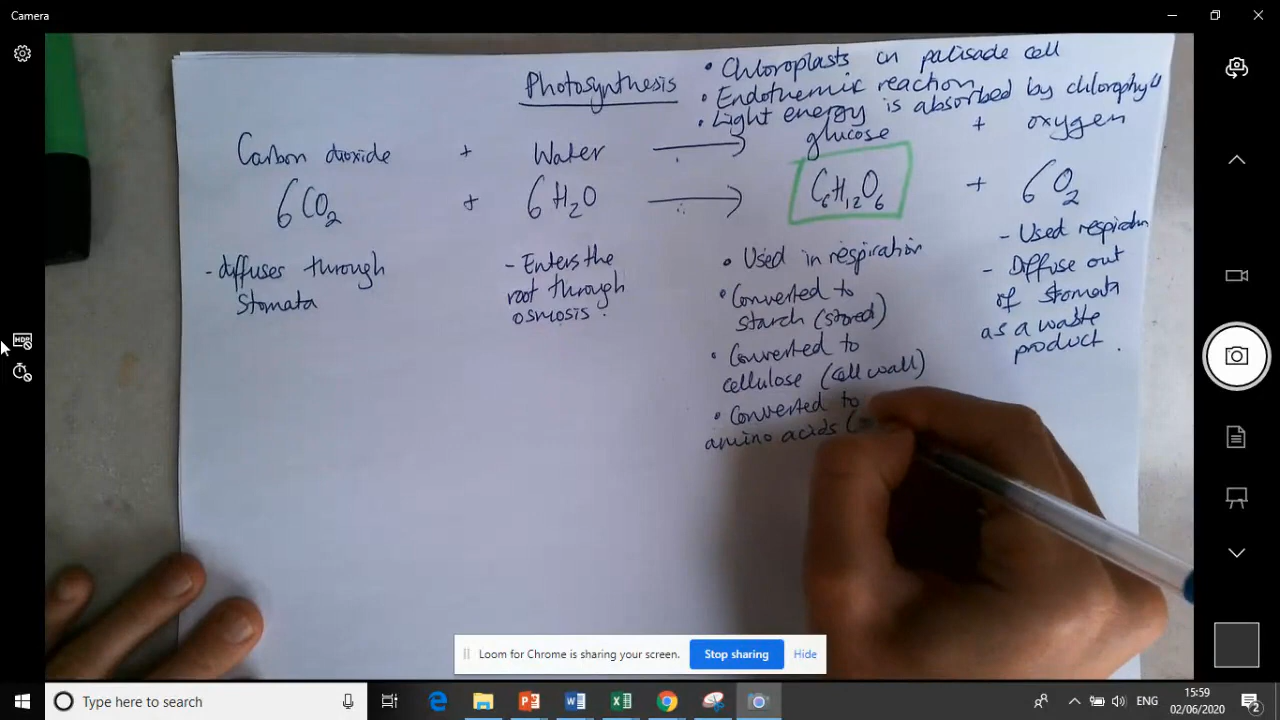 Camera
Photosynthesis
• Chloroplasts in palisade cell
• Endothermic reaction
• Light energy is absorbed by chlorophyll
Carbon dioxide + Water → glucose + oxygen
6CO2 + 6H2O → C6H12O6 + 6O2
- diffuses through
Stomata
- Enters the
root through
osmosis.
• Used in respiration
• Converted to
starch (stored)
• Converted to
cellulose (cell wall)
• Converted to
amino acids (
- Used respiration
- Diffuse out
of stomata
as a waste
product.
Loom for Chrome is sharing your screen.
Stop sharing
Hide
Type here to search
ENG
15:59
02/06/2020
2